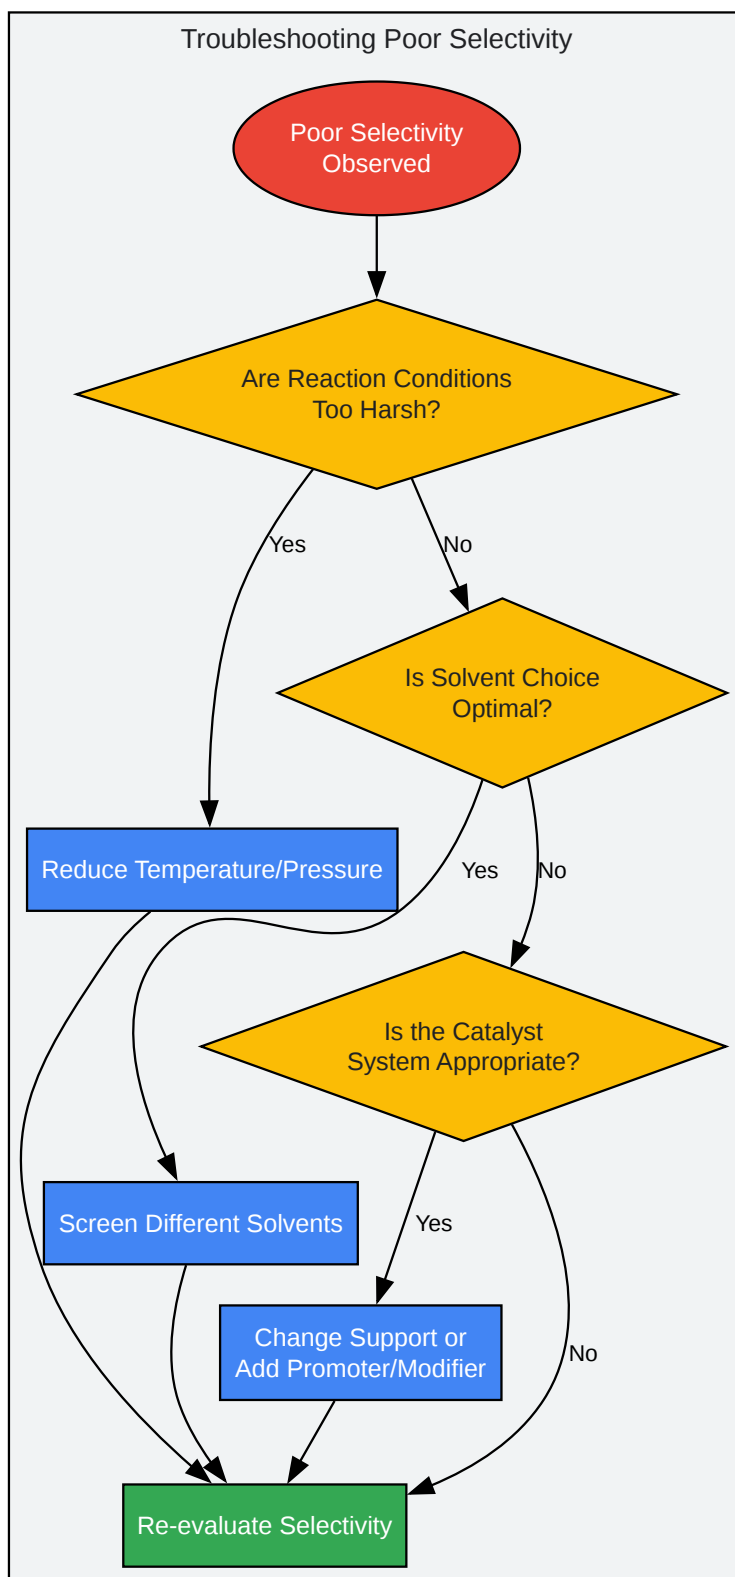 Troubleshooting Poor Selectivity
Poor Selectivity
Observed
Are Reaction Conditions
Too Harsh?
Yes
No
Is Solvent Choice
Optimal?
Reduce Temperature/Pressure
Yes
No
Is the Catalyst
System Appropriate?
Screen Different Solvents
Yes
Change Support or
Add Promoter/Modifier
No
Re-evaluate Selectivity